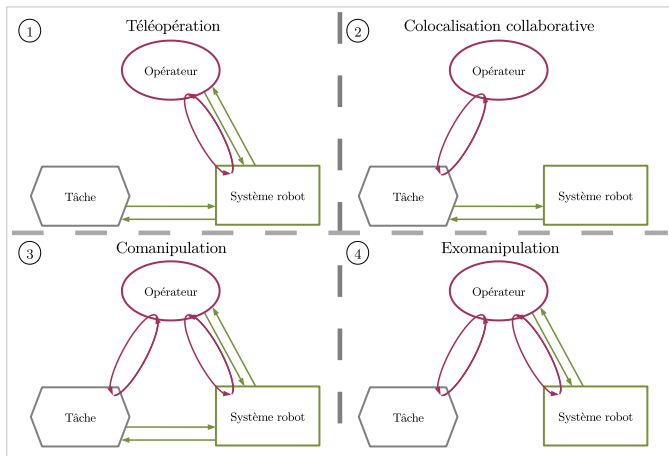 1
Téléopération
Opérateur
Tâche
Système robot
2
Colocalisation collaborative
Opérateur
Tâche
Système robot
3
Comanipulation
Opérateur
Tâche
Système robot
4
Exomanipulation
Opérateur
Tâche
Système robot